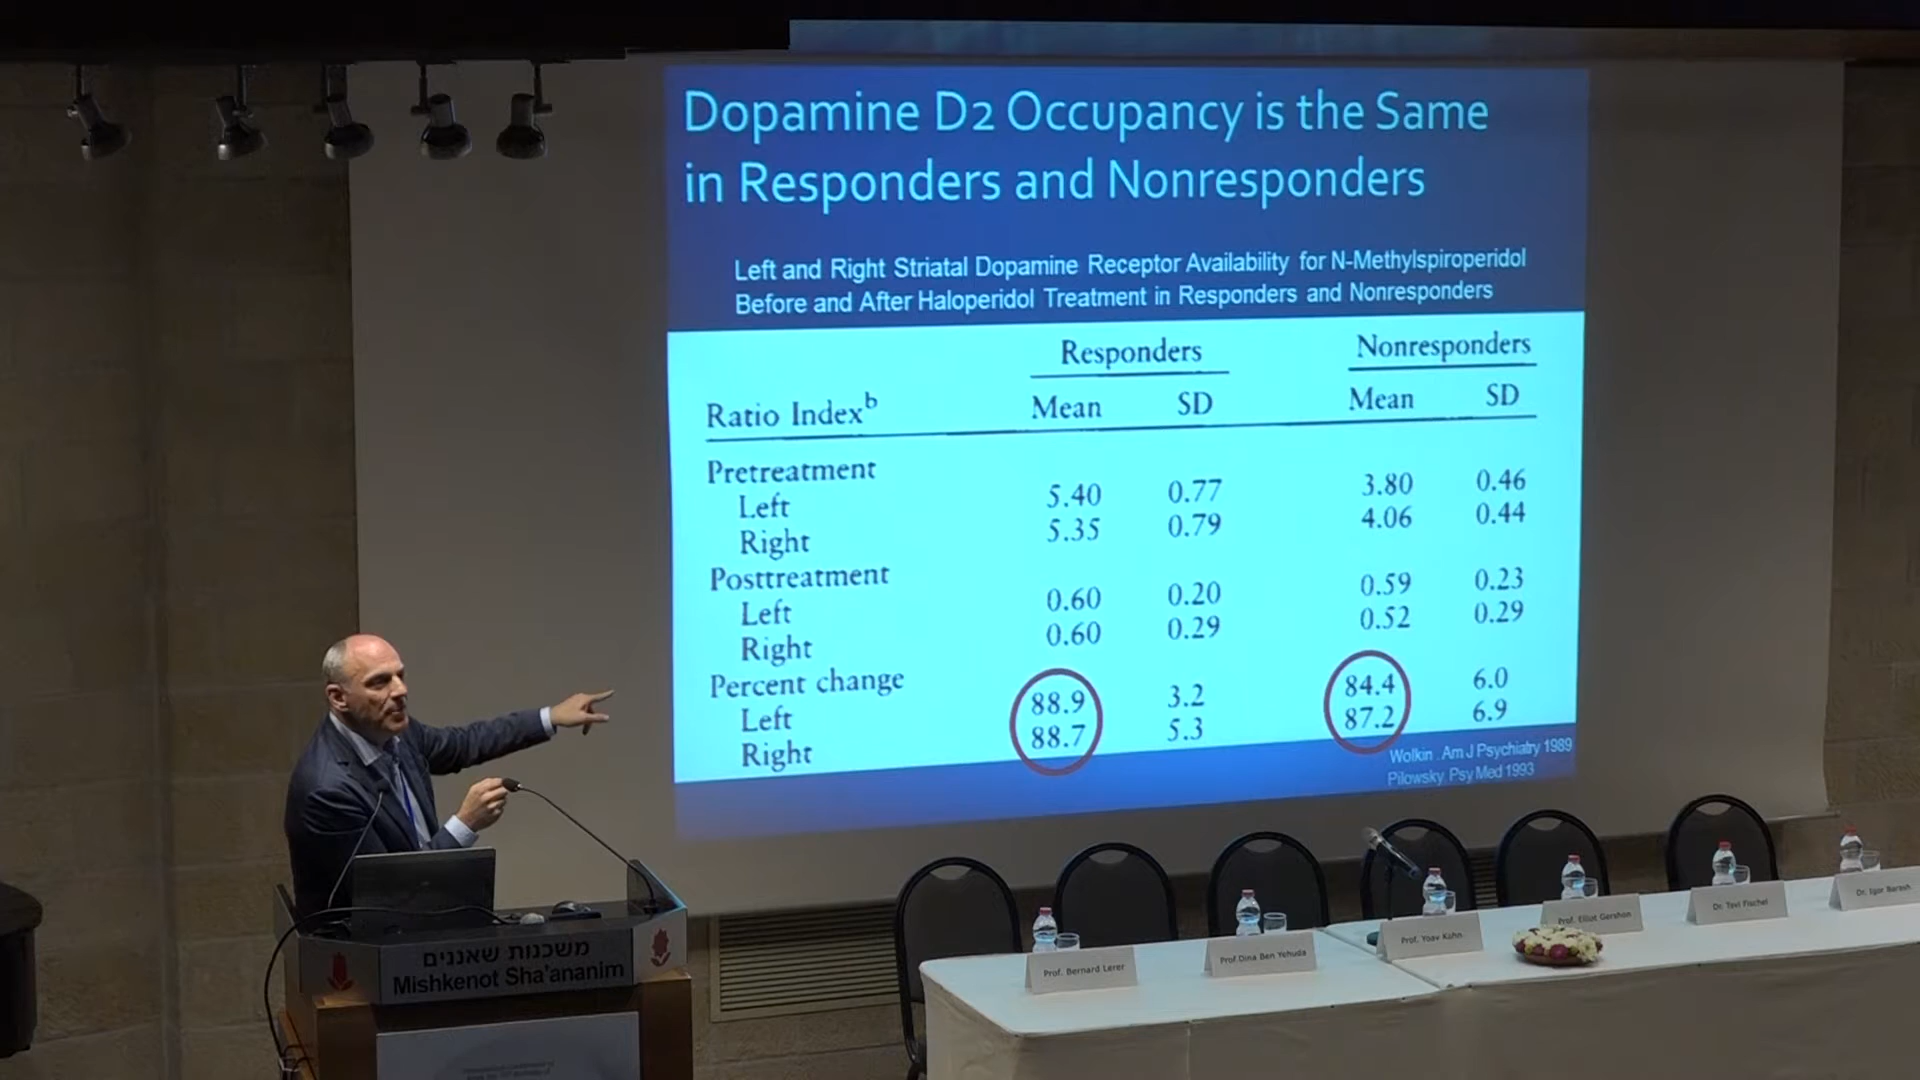 Dopamine D2 Occupancy is the Same
in Responders and Nonresponders
Left and Right Striatal Dopamine Receptor Availability for N-Methylspiroperidol
Before and After Haloperidol Treatment in Responders and Nonresponders
Responders Nonresponders
Ratio Index^b Mean SD Mean SD
Pretreatment
Left 5.40 0.77 3.80 0.46
Right 5.35 0.79 4.06 0.44
Posttreatment
Left 0.60 0.20 0.59 0.23
Right 0.60 0.29 0.52 0.29
Percent change
Left 88.9 3.2 84.4 6.0
Right 88.7 5.3 87.2 6.9
Wolkin . Am J Psychiatry 1989
Pilowsky. Psy Med 1993
משכנות שאננים
Mishkenot Sha'ananim
Prof. Bernard Lerer
Prof Dina Ben Yehuda
Prof. Yoav Kohn
Prof. Elliot Gershon
Dr. Tovi Fischel
Dr. Igor